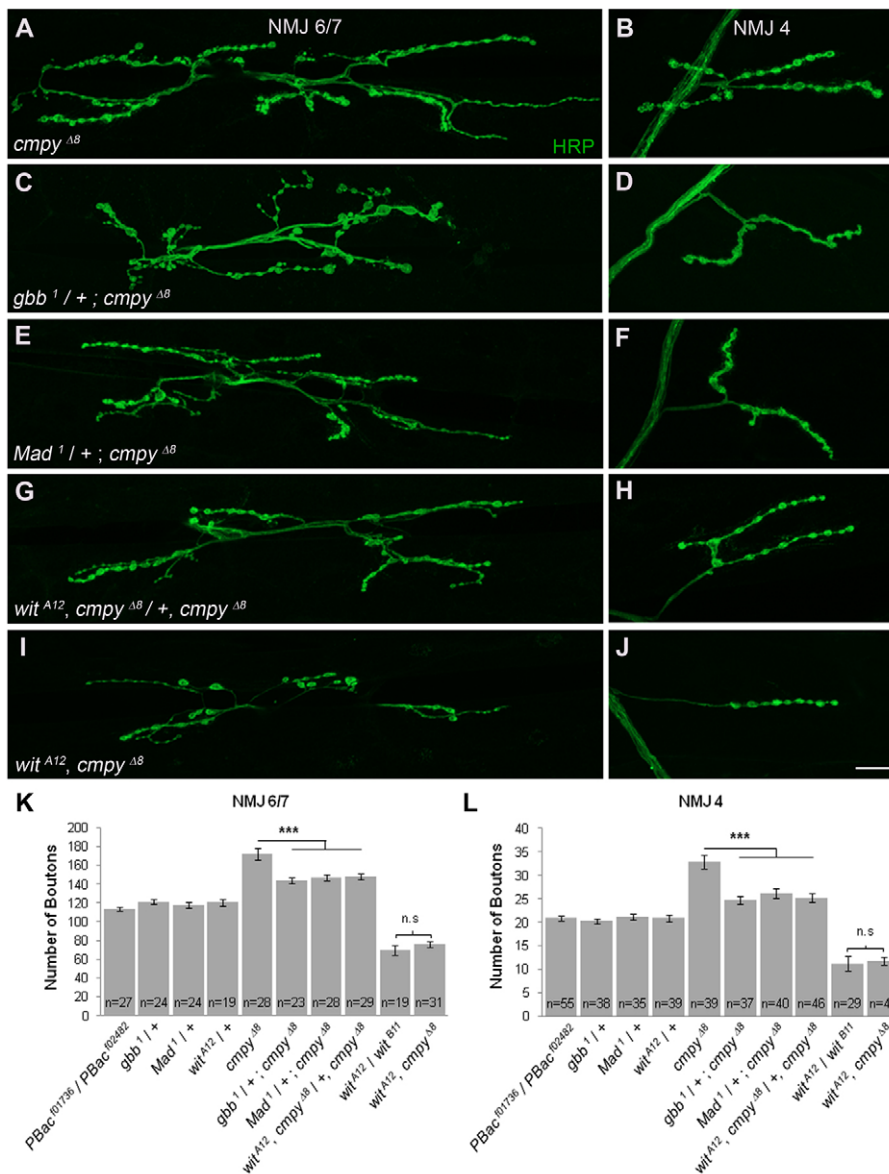 A NMJ 6/7
B NMJ 4
cmpy Δ8
HRP
C
D
gbb 1 / + ; cmpy Δ8
E
F
Mad 1 / + ; cmpy Δ8
G
H
wit A12, cmpy Δ8 / +, cmpy Δ8
I
J
wit A12, cmpy Δ8
K NMJ 6/7
Number of Boutons
200
180
160
140
120
100
80
60
40
20
0
***
n.s
n=27 n=24 n=24 n=19 n=28 n=23 n=28 n=29 n=19 n=31
PBac f01736 / PBac f02482
gbb 1 / +
Mad 1 / +
wit A12 / +
cmpy Δ8
gbb 1 / + ; cmpy Δ8
Mad 1 / + ; cmpy Δ8
wit A12, cmpy Δ8 / +, cmpy Δ8
wit A12 / wit B11
wit A12, cmpy Δ8
L NMJ 4
Number of Boutons
40
35
30
25
20
15
10
5
0
***
n.s
n=55 n=38 n=35 n=39 n=39 n=37 n=40 n=46 n=29 n=4
PBac f01736 / PBac f02482
gbb 1 / +
Mad 1 / +
wit A12 / +
cmpy Δ8
gbb 1 / + ; cmpy Δ8
Mad 1 / + ; cmpy Δ8
wit A12, cmpy Δ8 / +, cmpy Δ8
wit A12 / wit B11
wit A12, cmpy Δ8